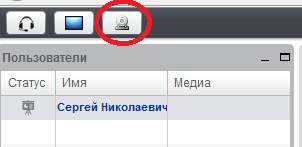 Пользователи
Статус Имя Медиа
Сергей Николаевич